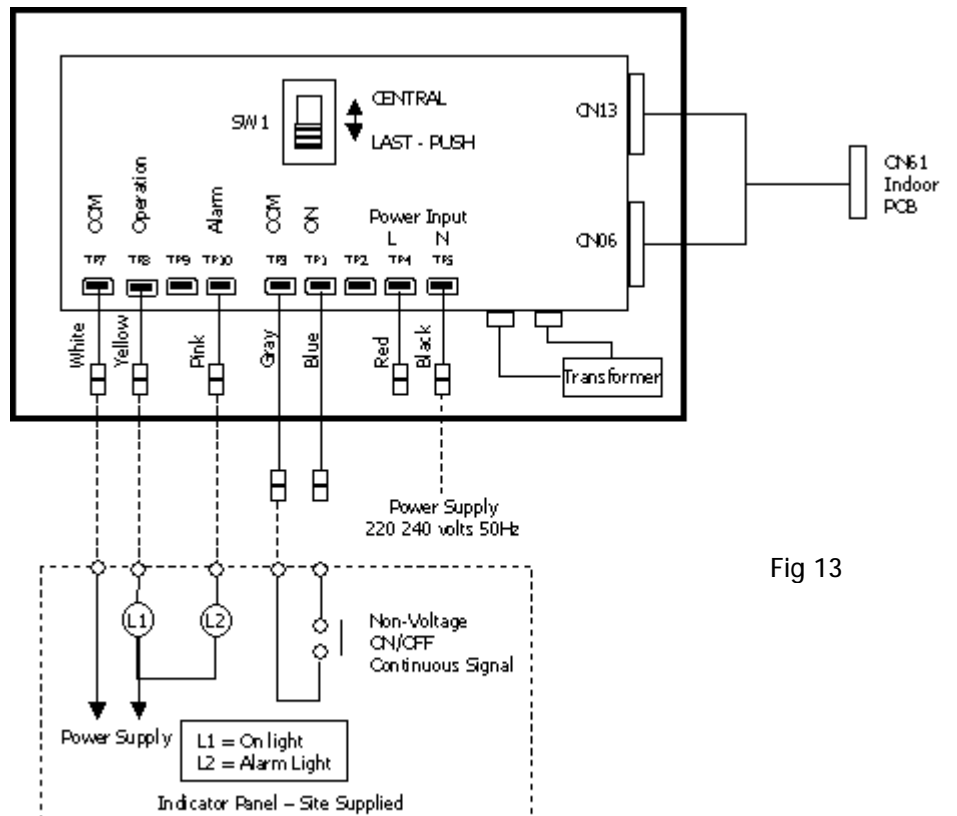 SW1
CENTRAL
LAST - PUSH
CN13
CN06
CN61
Indoor
PCB
COM
Operation
Alarm
COM
ON
Power Input
L N
TP7 TP8 TP9 TP10 TP3 TP1 TP2 TP4 TP5
White
Yellow
Pink
Gray
Blue
Red
Black
Transformer
Power Supply
220 240 volts 50Hz
Fig 13
L1
L2
Non-Voltage
ON/OFF
Continuous Signal
Power Supply
L1 = On light
L2 = Alarm Light
Indicator Panel – Site Supplied